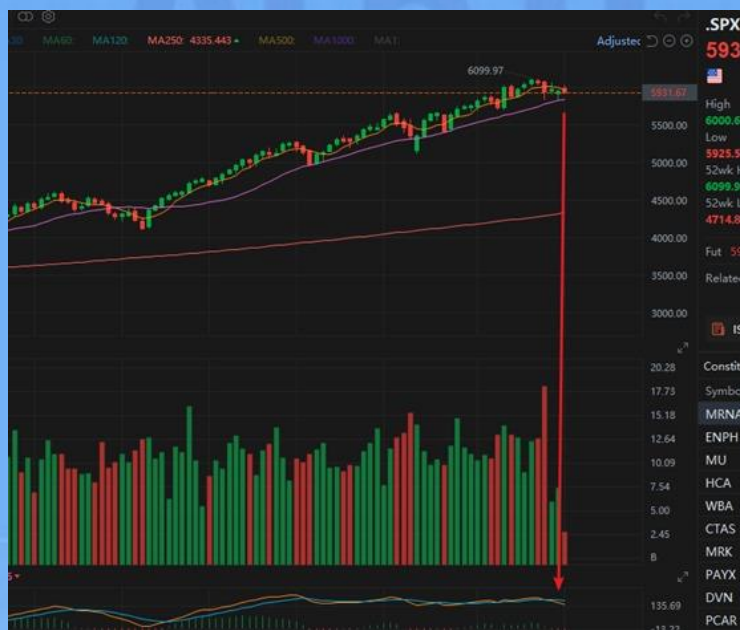 .SPX
MA60: MA120: MA250: 4335.443 MA500: MA1000: MA1: Adjusted
593
6099.97
5931.67
5500.00
5000.00
4500.00
4000.00
3500.00
3000.00
High
6000.6
Low
5925.5
52wk H
6099.9
52wk L
4714.8
Fut 59
Related
20.28
17.73
15.18
12.64
10.09
7.54
5.00
2.45
B
Constit
Symbo
MRNA
ENPH
MU
HCA
WBA
CTAS
MRK
PAYX
DVN
PCAR
135.69